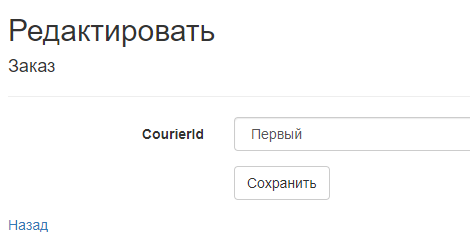 Редактировать
Заказ
CourierId Первый
Сохранить
Назад